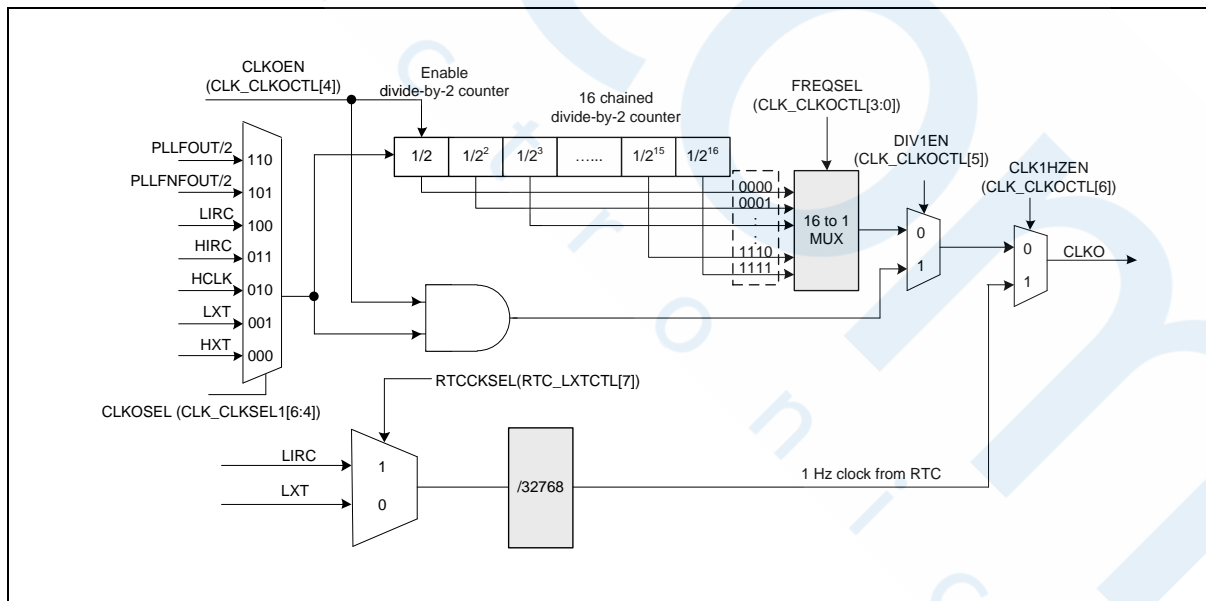 CLKOEN
(CLK_CLKOCTL[4])
Enable
divide-by-2 counter
16 chained
divide-by-2 counter
FREQSEL
(CLK_CLKOCTL[3:0])
DIV1EN
(CLK_CLKOCTL[5])
CLK1HZEN
(CLK_CLKOCTL[6])
PLLFOUT/2
110
PLLFNFOUT/2
101
LIRC
100
HIRC
011
HCLK
010
LXT
001
HXT
000
1/2
1/2²
1/2³
…...
1/2¹⁵
1/2¹⁶
0000
0001
:
:
1110
1111
16 to 1
MUX
0
1
0
1
CLKO
CLKOSEL (CLK_CLKSEL1[6:4])
RTCCKSEL(RTC_LXTCTL[7])
LIRC
1
LXT
0
/32768
1 Hz clock from RTC